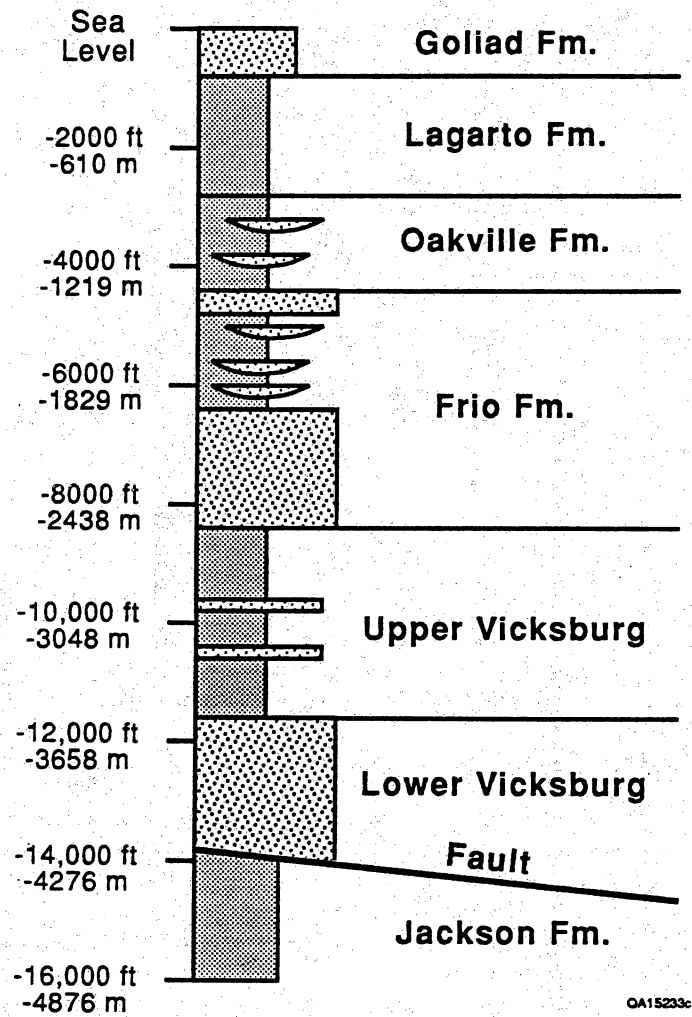 Sea
Level
Goliad Fm.
-2000 ft
-610 m
Lagarto Fm.
Oakville Fm.
-4000 ft
-1219 m
-6000 ft
-1829 m
Frio Fm.
-8000 ft
-2438 m
-10,000 ft
-3048 m
Upper Vicksburg
-12,000 ft
-3658 m
Lower Vicksburg
-14,000 ft
-4276 m
Fault
Jackson Fm.
-16,000 ft
-4876 m
QA15233c